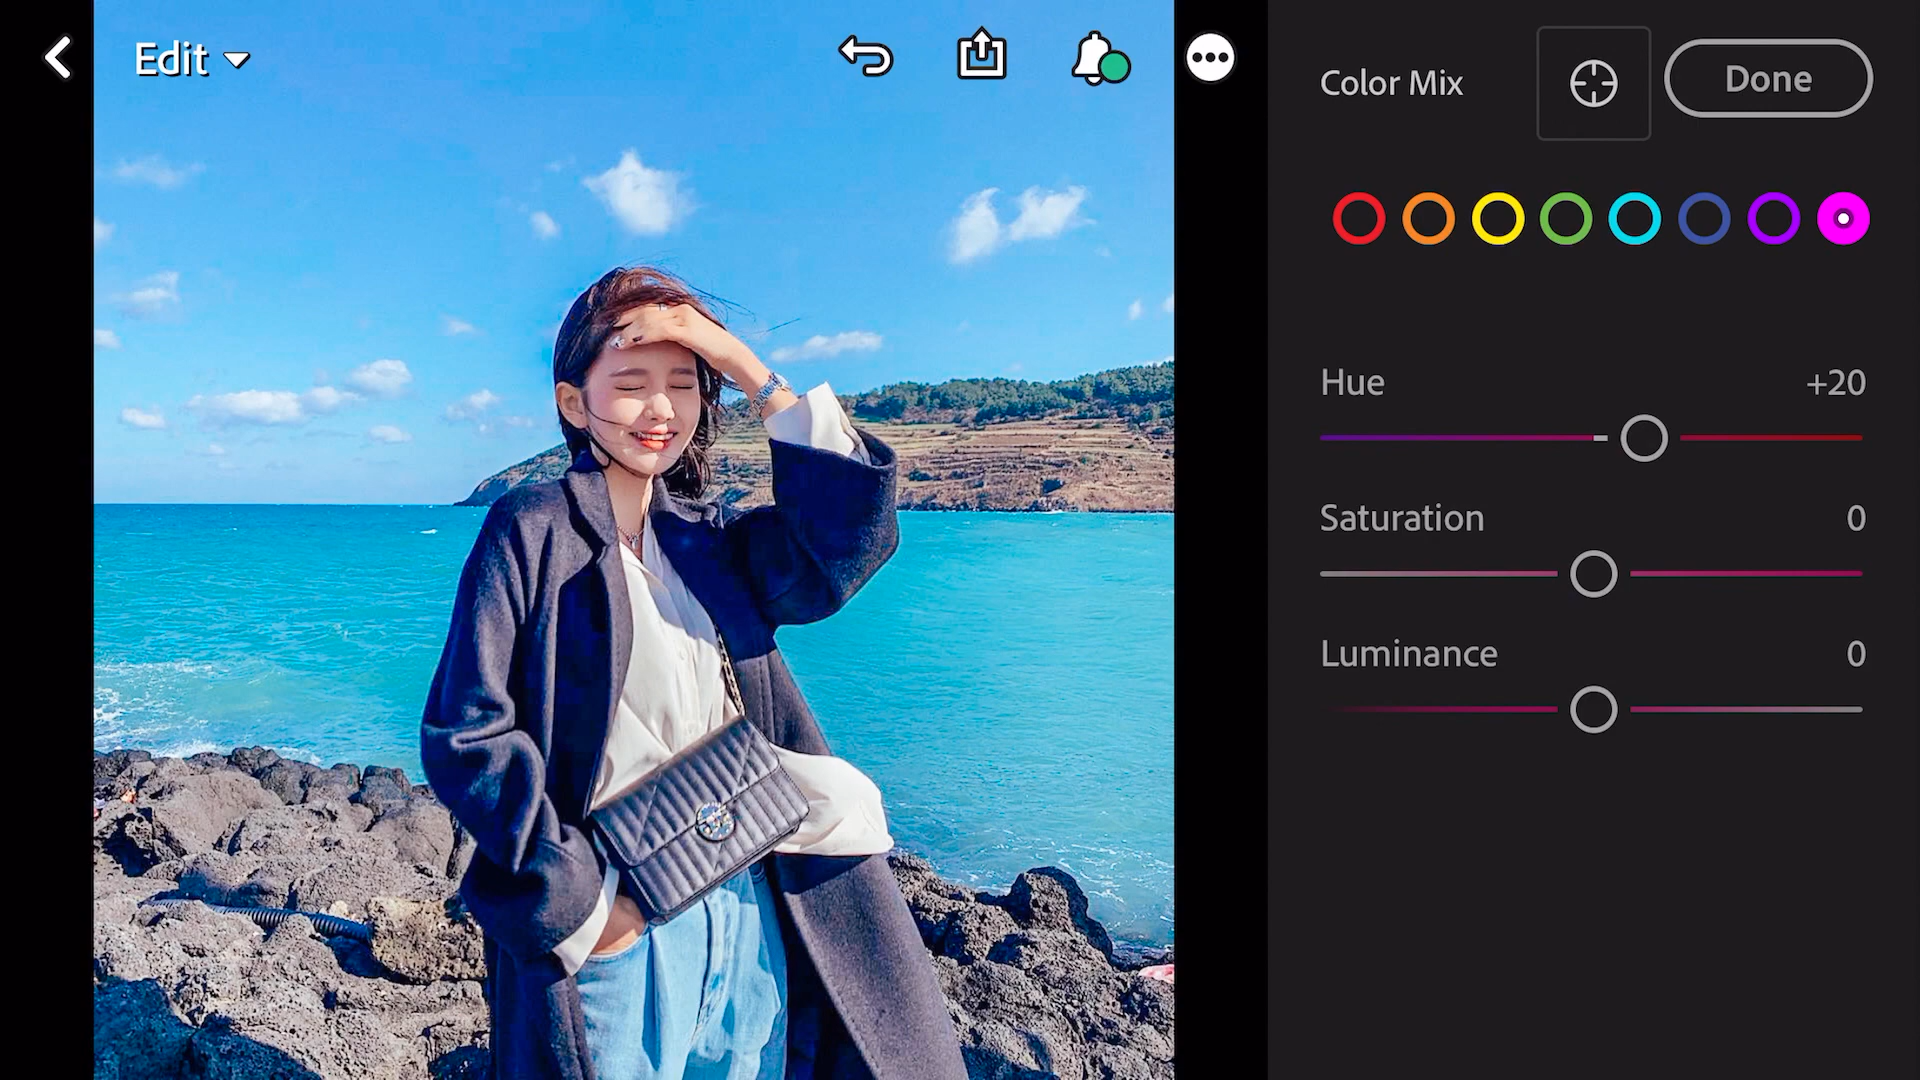 Edit
Color Mix
Done
Hue +20
Saturation 0
Luminance 0